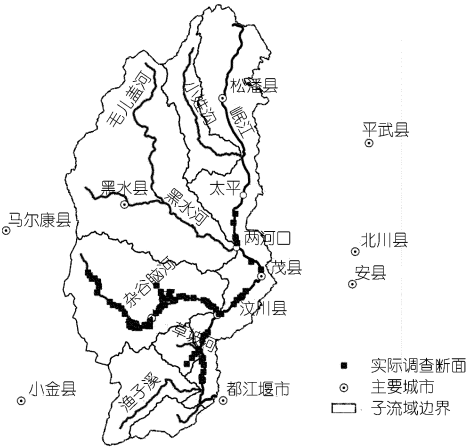 松潘县
毛儿盖河
小姓沟
岷江
平武县
黑水县
黑水河
太平
马尔康县
两河口
北川县
茂县
安县
杂谷脑河
汶川县
小金县
渔子溪
都江堰市
实际调查断面
主要城市
子流域边界